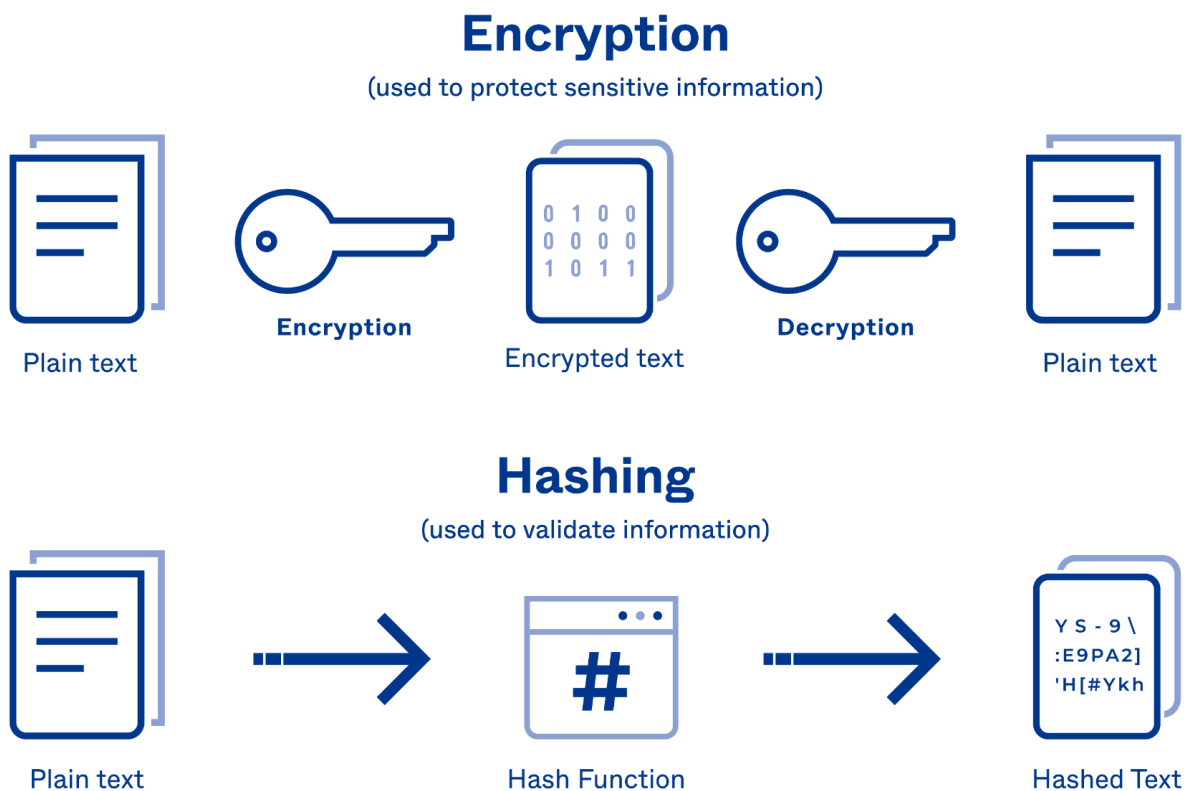 Encryption
(used to protect sensitive information)
0 1 0 0
0 0 0 0
1 0 1 1
Encryption
Decryption
Plain text
Encrypted text
Plain text
Hashing
(used to validate information)
#
Y S - 9 \
:E9PA2]
'H[#Ykh
Plain text
Hash Function
Hashed Text